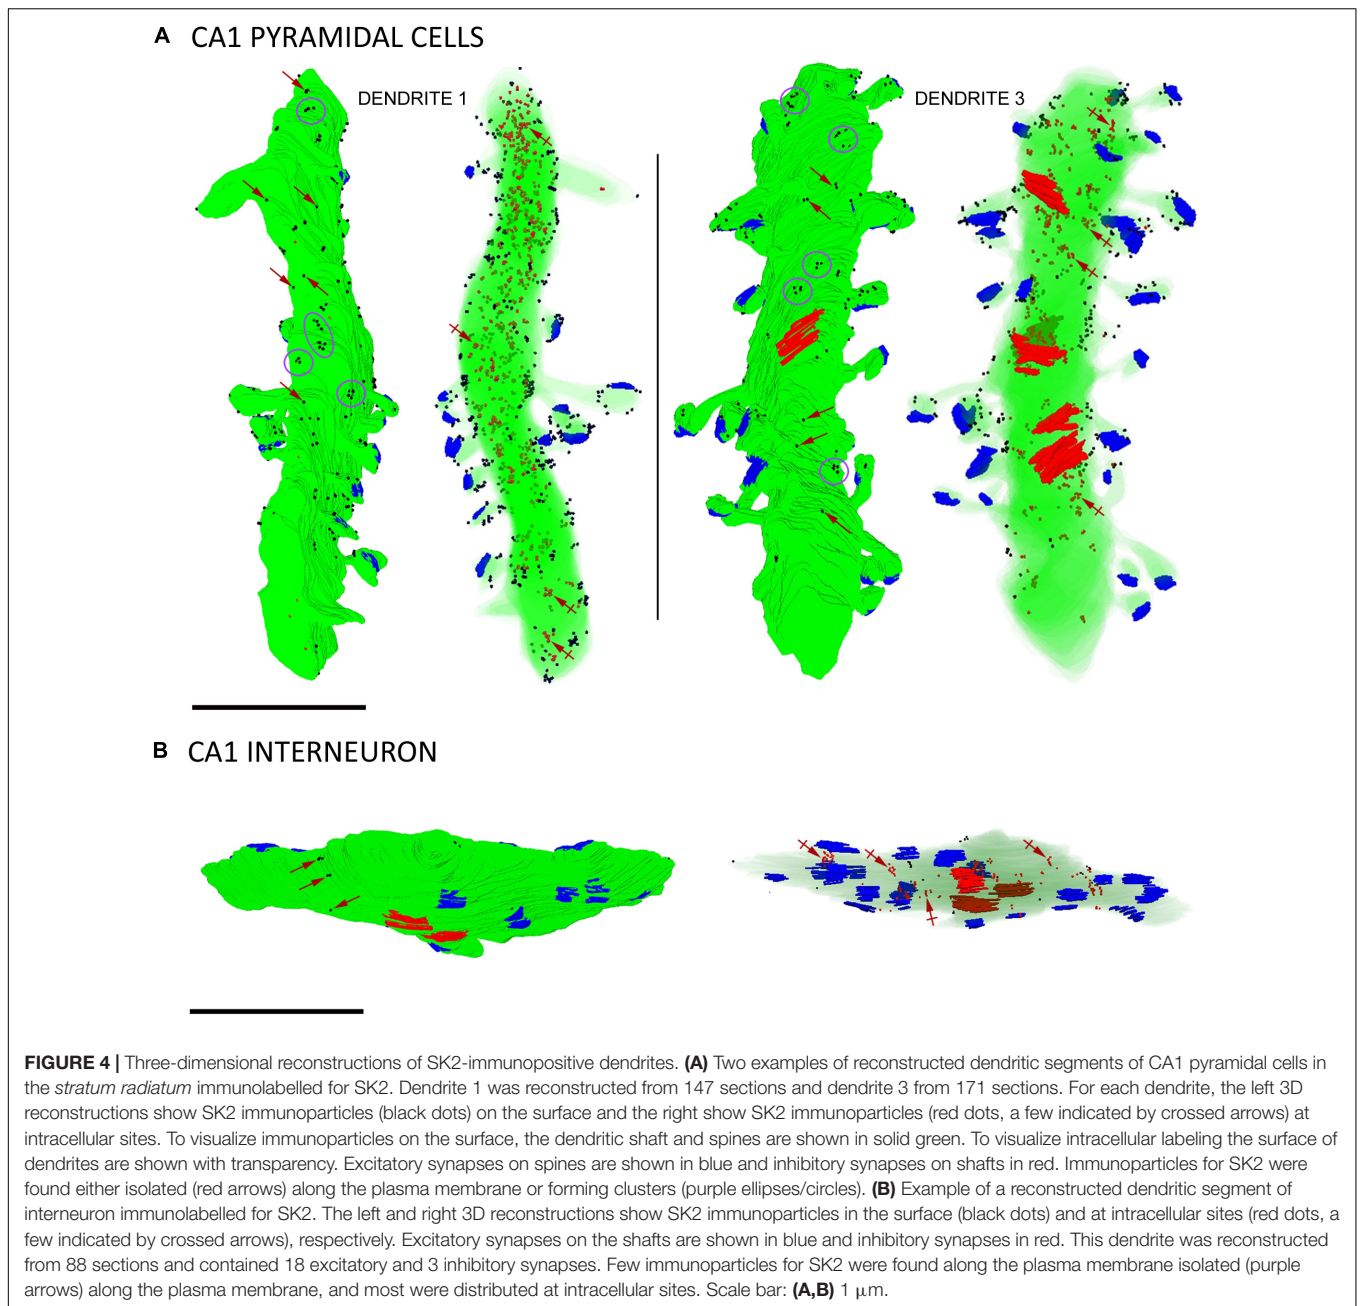 A CA1 PYRAMIDAL CELLS
DENDRITE 1
DENDRITE 3
B CA1 INTERNEURON
FIGURE 4 | Three-dimensional reconstructions of SK2-immunopositive dendrites. (A) Two examples of reconstructed dendritic segments of CA1 pyramidal cells in
the stratum radiatum immunolabelled for SK2. Dendrite 1 was reconstructed from 147 sections and dendrite 3 from 171 sections. For each dendrite, the left 3D
reconstructions show SK2 immunoparticles (black dots) on the surface and the right show SK2 immunoparticles (red dots, a few indicated by crossed arrows) at
intracellular sites. To visualize immunoparticles on the surface, the dendritic shaft and spines are shown in solid green. To visualize intracellular labeling the surface of
dendrites are shown with transparency. Excitatory synapses on spines are shown in blue and inhibitory synapses on shafts in red. Immunoparticles for SK2 were
found either isolated (red arrows) along the plasma membrane or forming clusters (purple ellipses/circles). (B) Example of a reconstructed dendritic segment of
interneuron immunolabelled for SK2. The left and right 3D reconstructions show SK2 immunoparticles in the surface (black dots) and at intracellular sites (red dots, a
few indicated by crossed arrows), respectively. Excitatory synapses on the shafts are shown in blue and inhibitory synapses in red. This dendrite was reconstructed
from 88 sections and contained 18 excitatory and 3 inhibitory synapses. Few immunoparticles for SK2 were found along the plasma membrane isolated (purple
arrows) along the plasma membrane, and most were distributed at intracellular sites. Scale bar: (A,B) 1 μm.